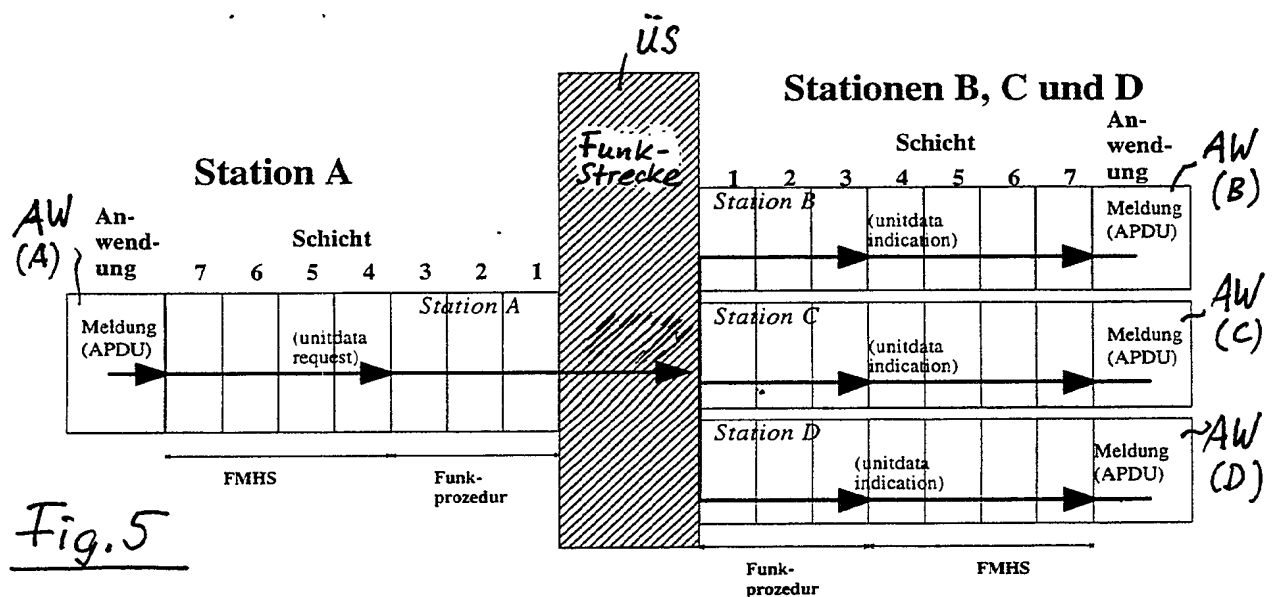 ÜS
Stationen B, C und D
Funk-
Strecke
Station A
AW
(A)
An-
wend-
ung
Schicht
7 6 5 4 3 2 1
Station A
Meldung
(APDU)
(unitdata
request)
FMHS
Funk-
prozedur
Schicht
An-
wend-
ung
1 2 3 4 5 6 7
AW
(B)
Station B
(unitdata
indication)
Meldung
(APDU)
AW
(C)
Station C
(unitdata
indication)
Meldung
(APDU)
AW
(D)
Station D
(unitdata
indication)
Meldung
(APDU)
Funk-
prozedur
FMHS
Fig. 5